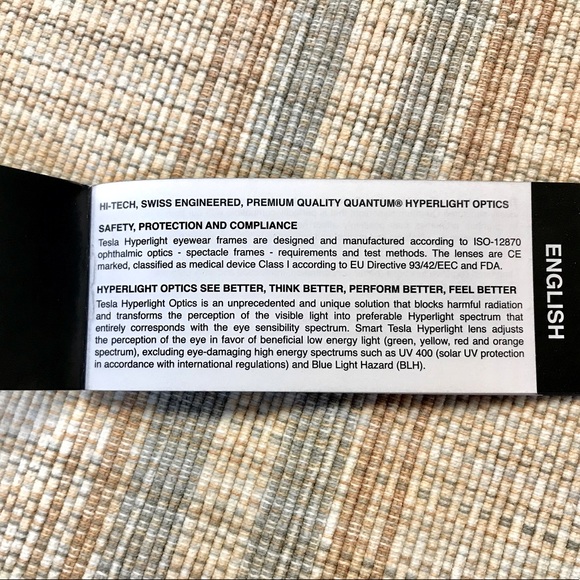 HI-TECH, SWISS ENGINEERED, PREMIUM QUALITY QUANTUM® HYPERLIGHT OPTICS
SAFETY, PROTECTION AND COMPLIANCE
Tesla Hyperlight eyewear frames are designed and manufactured according to ISO-12870
ophthalmic optics - spectacle frames - requirements and test methods. The lenses are CE
marked, classified as medical device Class I according to EU Directive 93/42/EEC and FDA.
HYPERLIGHT OPTICS SEE BETTER, THINK BETTER, PERFORM BETTER, FEEL BETTER
Tesla Hyperlight Optics is an unprecedented and unique solution that blocks harmful radiation
and transforms the perception of the visible light into preferable Hyperlight spectrum that
entirely corresponds with the eye sensibility spectrum. Smart Tesla Hyperlight lens adjusts
the perception of the eye in favor of beneficial low energy light (green, yellow, red and orange
spectrum), excluding eye-damaging high energy spectrums such as UV 400 (solar UV protection
in accordance with international regulations) and Blue Light Hazard (BLH).
ENGLISH